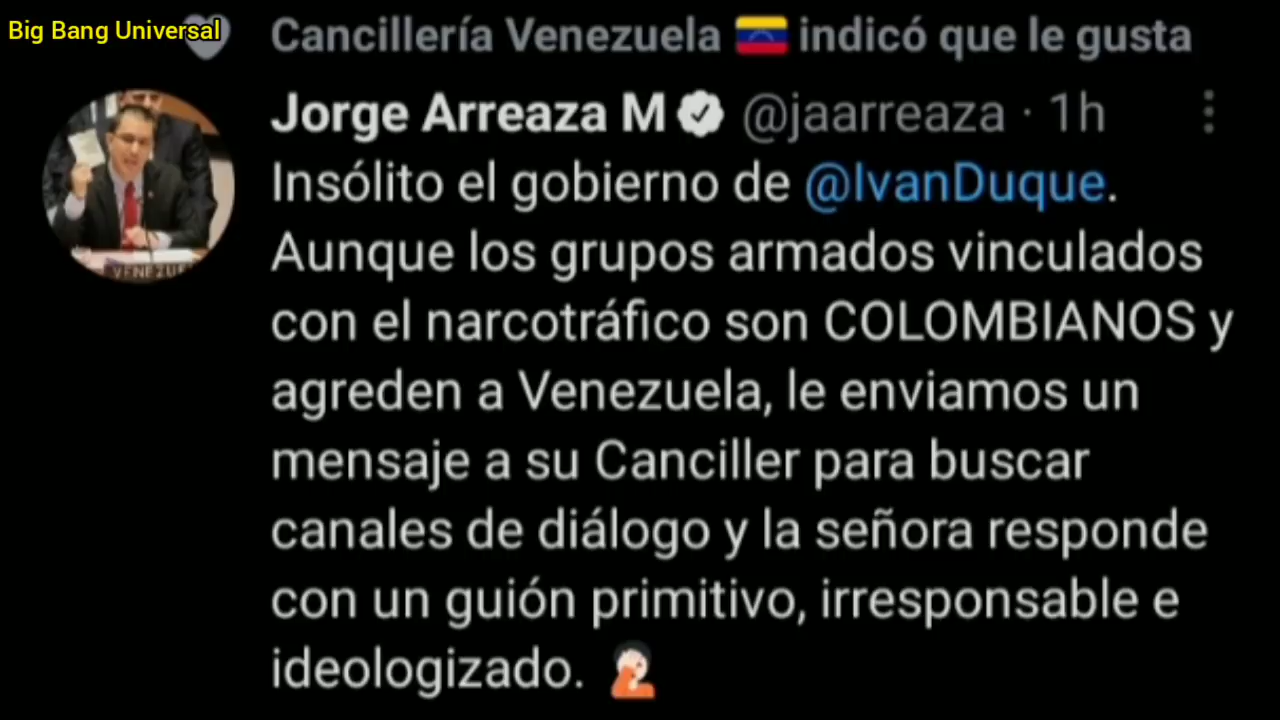 Big Bang Universal
Cancillería Venezuela 🇻🇪 indicó que le gusta
Jorge Arreaza M @jaarreaza · 1h
Insólito el gobierno de @IvanDuque.
Aunque los grupos armados vinculados
con el narcotráfico son COLOMBIANOS y
agreden a Venezuela, le enviamos un
mensaje a su Canciller para buscar
canales de diálogo y la señora responde
con un guión primitivo, irresponsable e
ideologizado. 🤦🏻
VENEZUE